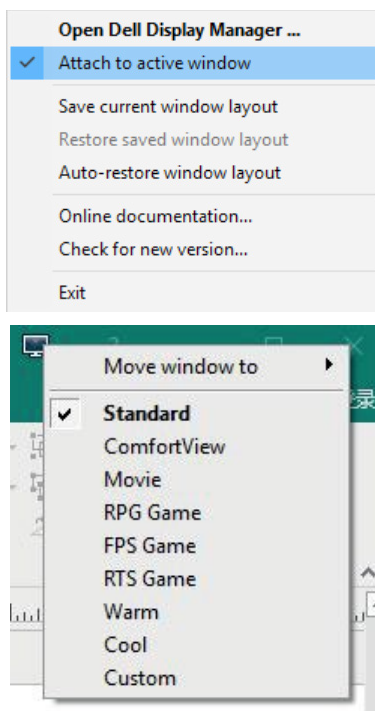 Open Dell Display Manager ...
Attach to active window
Save current window layout
Restore saved window layout
Auto-restore window layout
Online documentation...
Check for new version...
Exit
Move window to
Standard
ComfortView
Movie
RPG Game
FPS Game
RTS Game
Warm
Cool
Custom